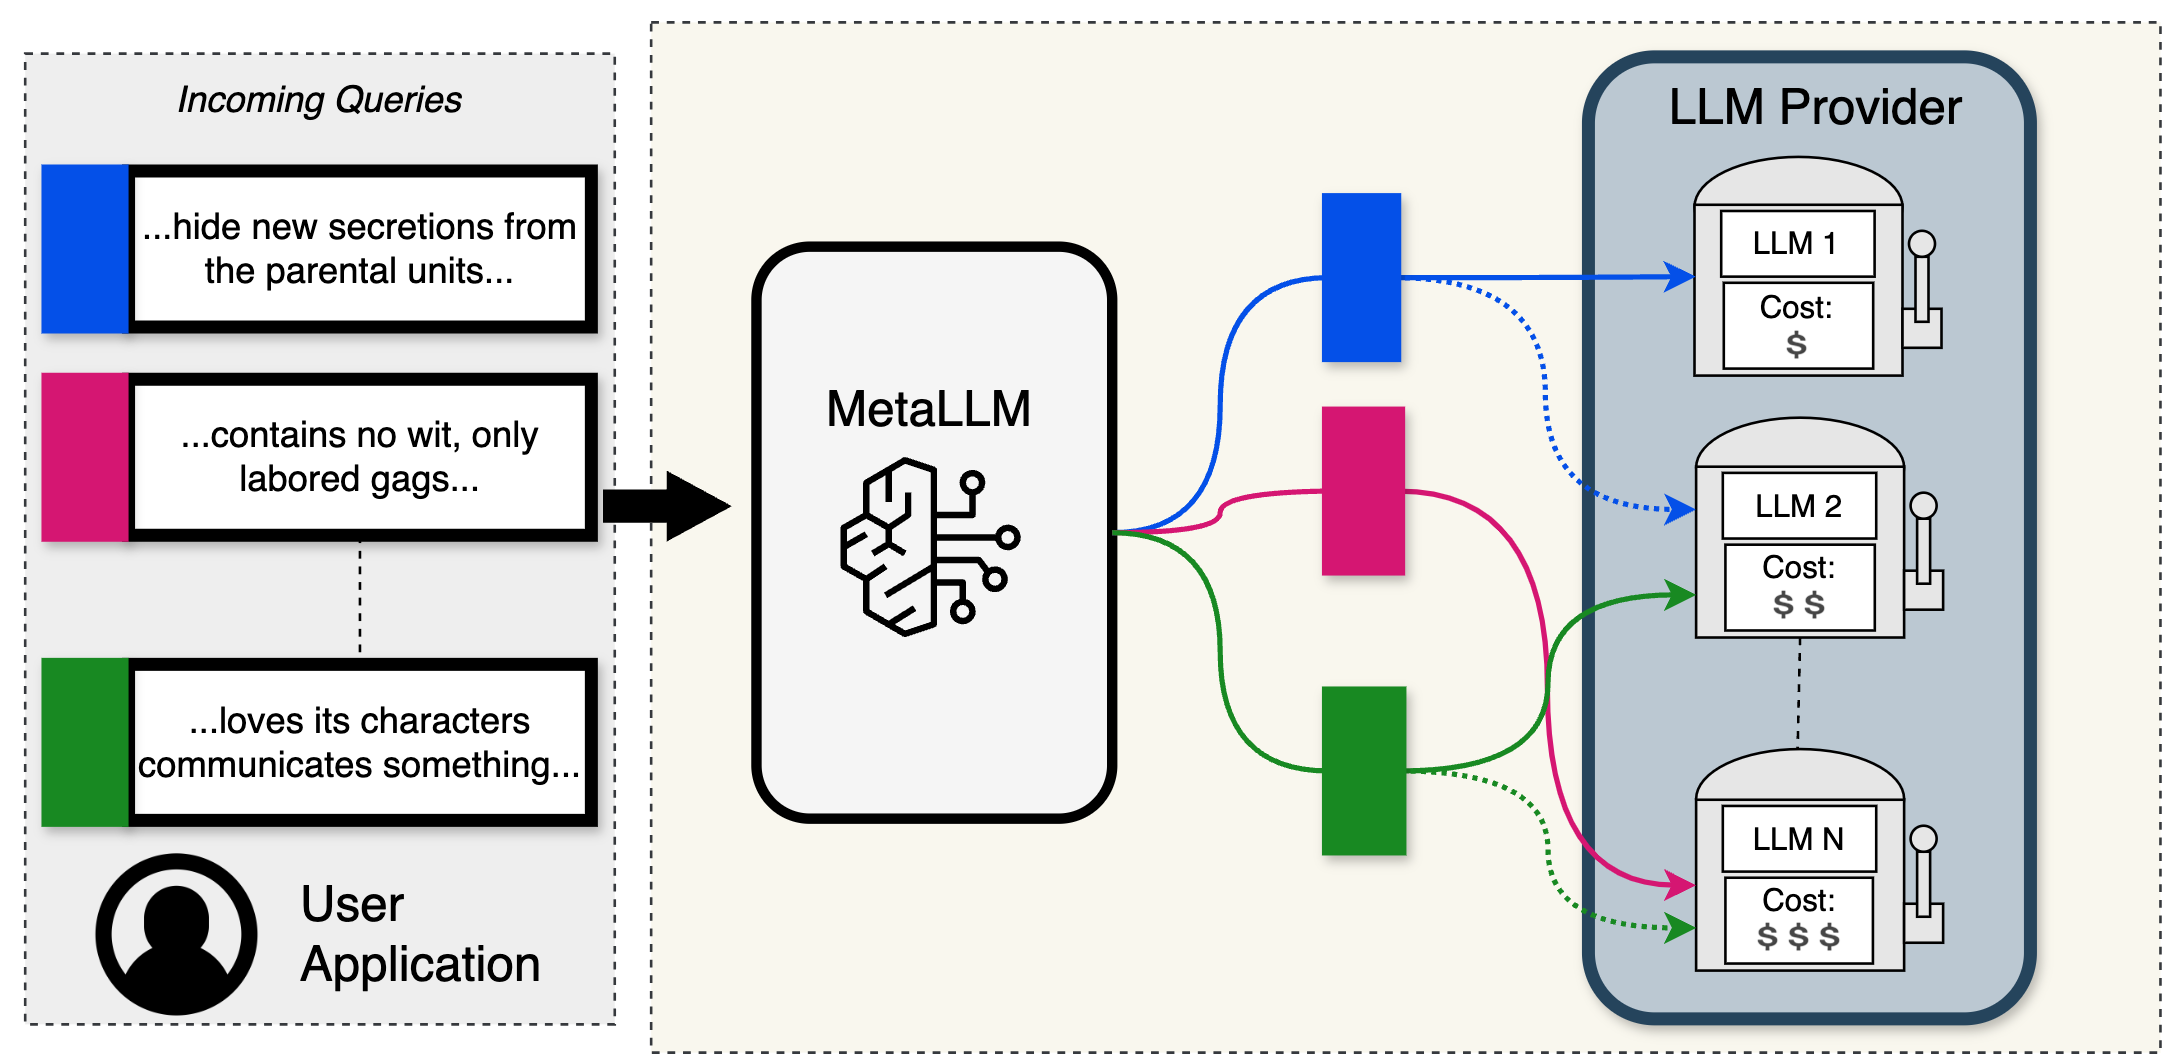 Incoming Queries
...hide new secretions from
the parental units...
...contains no wit, only
labored gags...
...loves its characters
communicates something...
User
Application
MetaLLM
LLM Provider
LLM 1
Cost:
$
LLM 2
Cost:
$ $
LLM N
Cost:
$ $ $